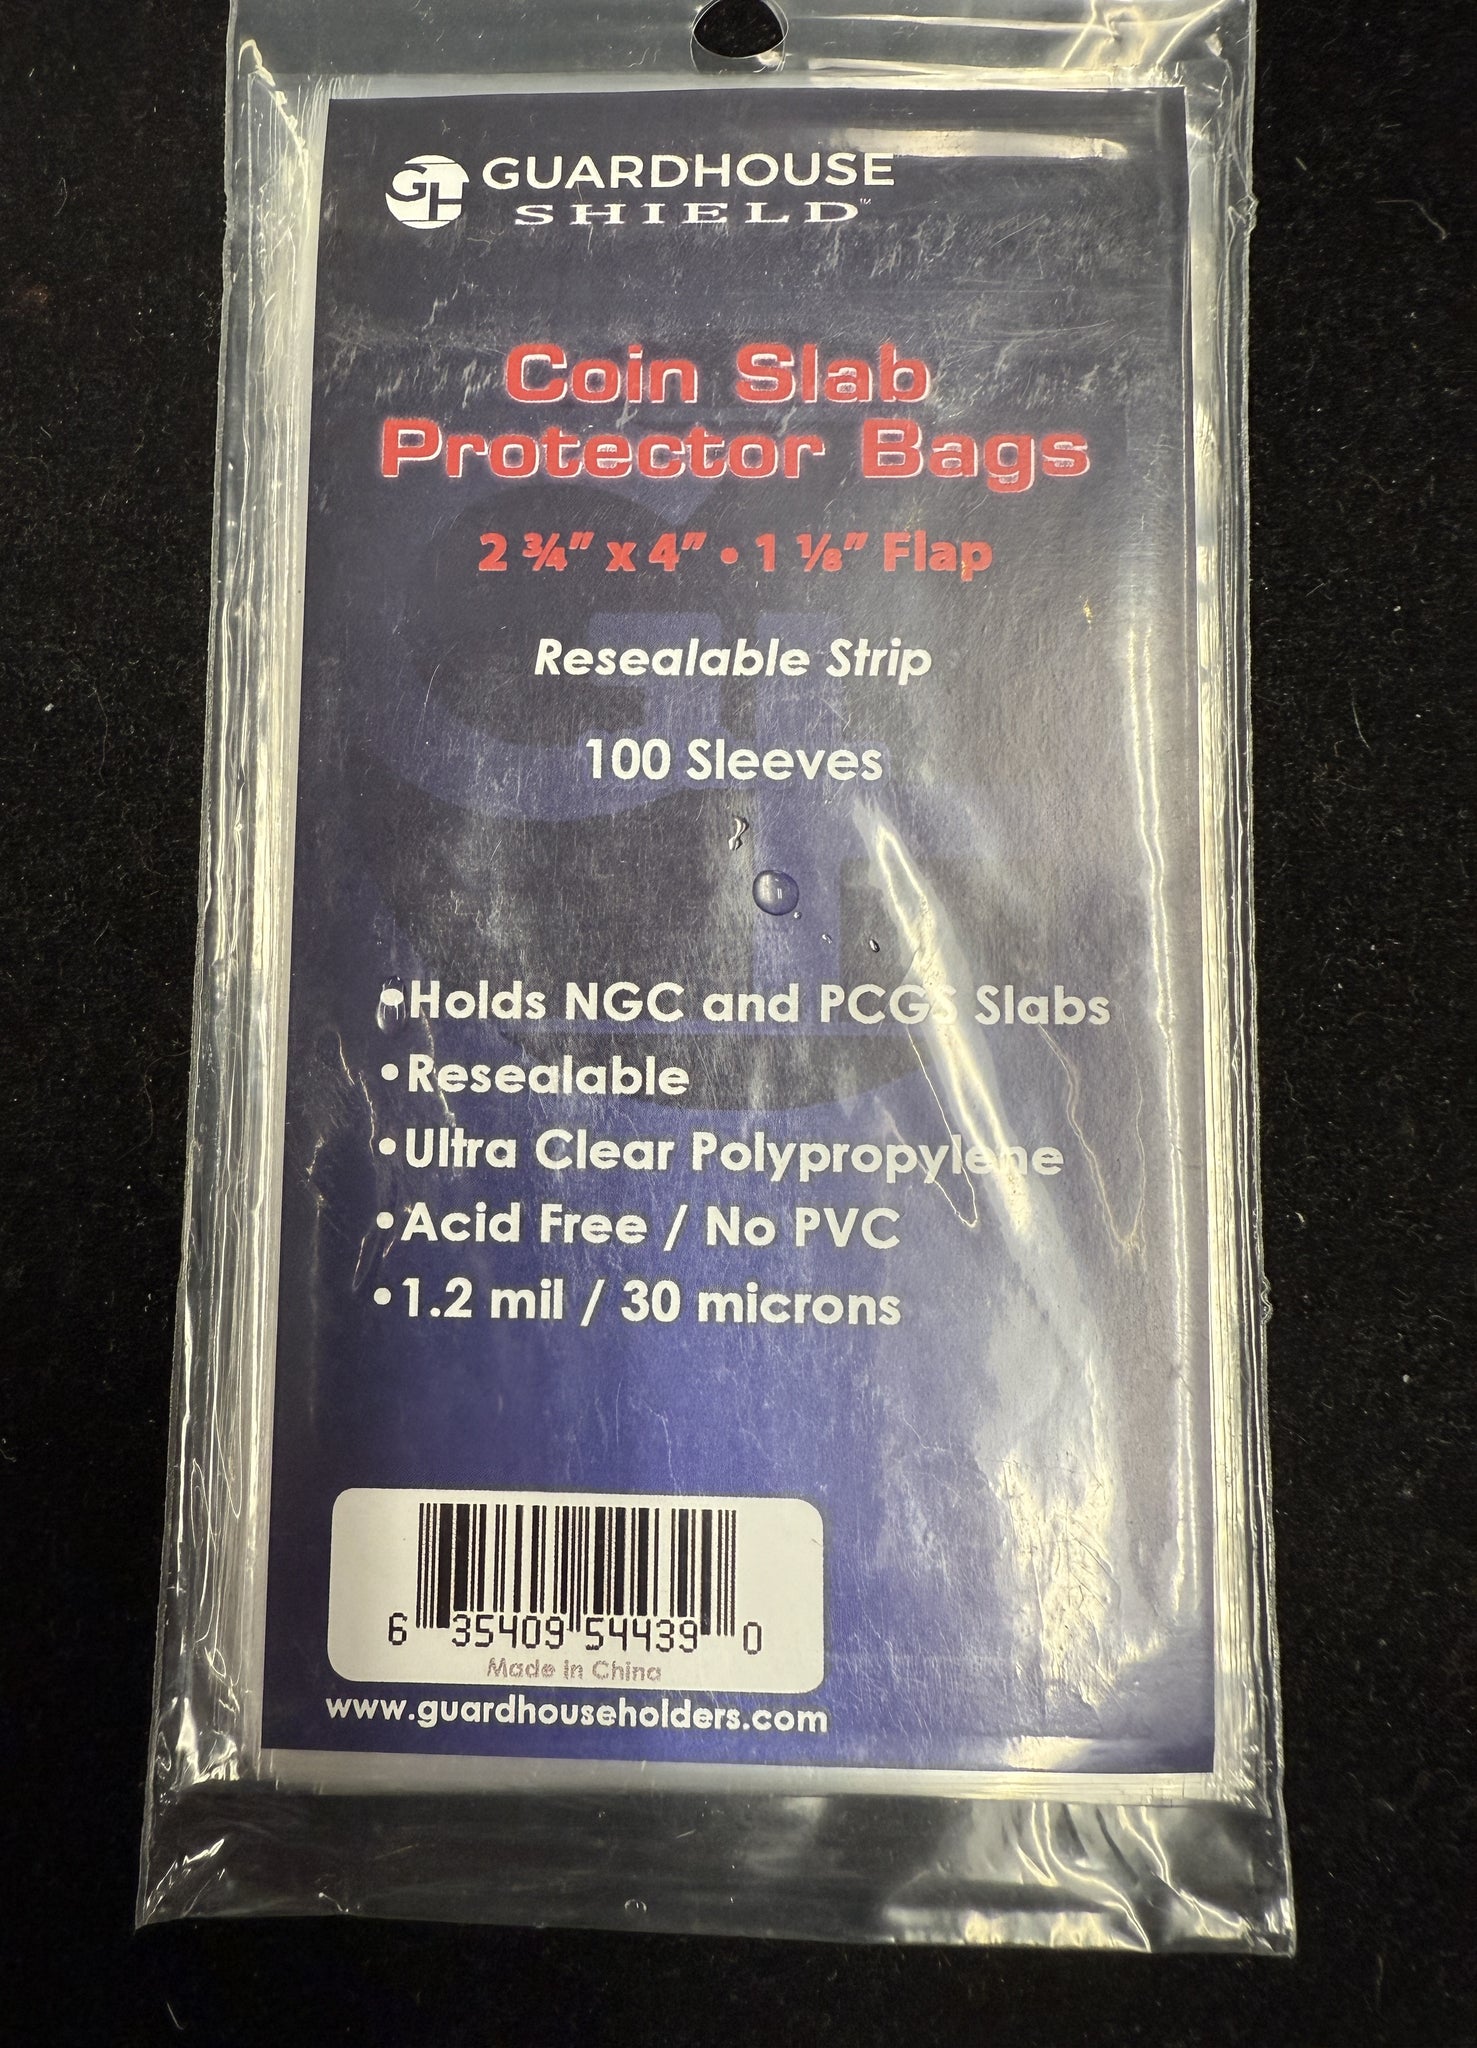 GUARDHOUSE
SHIELD™
Coin Slab
Protector Bags
2 ¾" x 4" • 1 ⅛" Flap
Resealable Strip
100 Sleeves
•Holds NGC and PCGS Slabs
•Resealable
•Ultra Clear Polypropylene
•Acid Free / No PVC
•1.2 mil / 30 microns
6 35409 54439 0
Made in China
www.guardhouseholders.com